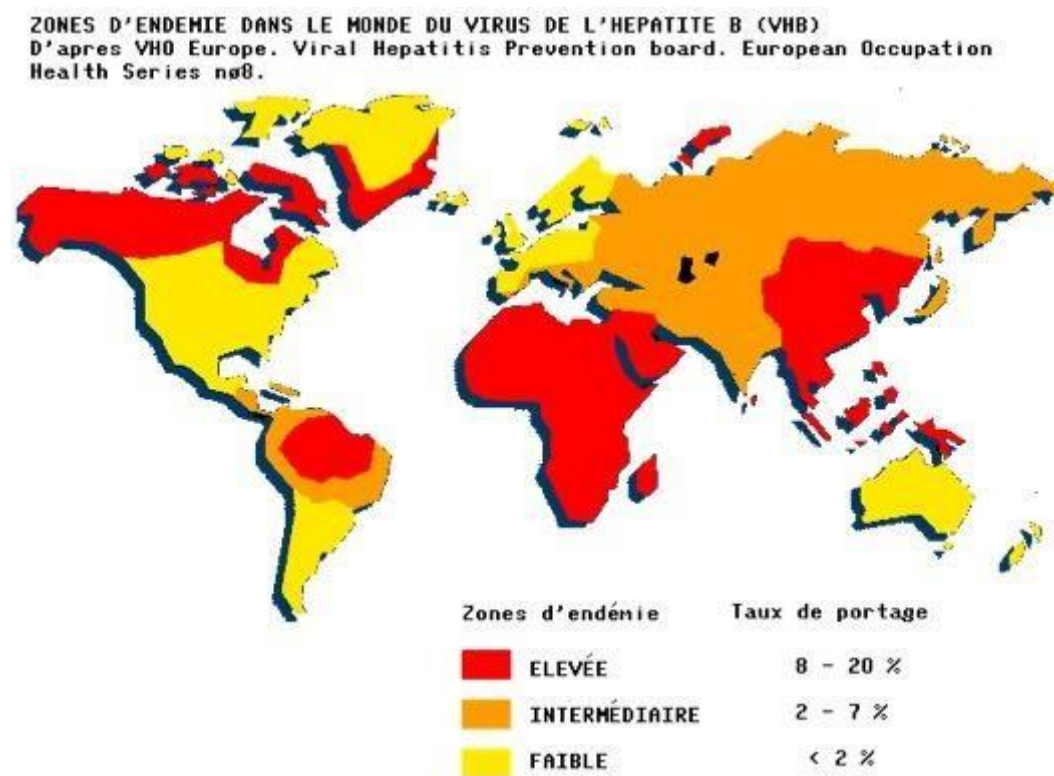 ZONES D'ENDEMIE DANS LE MONDE DU VIRUS DE L'HEPATITE B (VHB)
D'apres VHO Europe. Viral Hepatitis Prevention board. European Occupation
Health Series nø8.
Zones d'endémie Taux de portage
ELEVÉE 8 - 20 %
INTERMÉDIAIRE 2 - 7 %
FAIBLE < 2 %